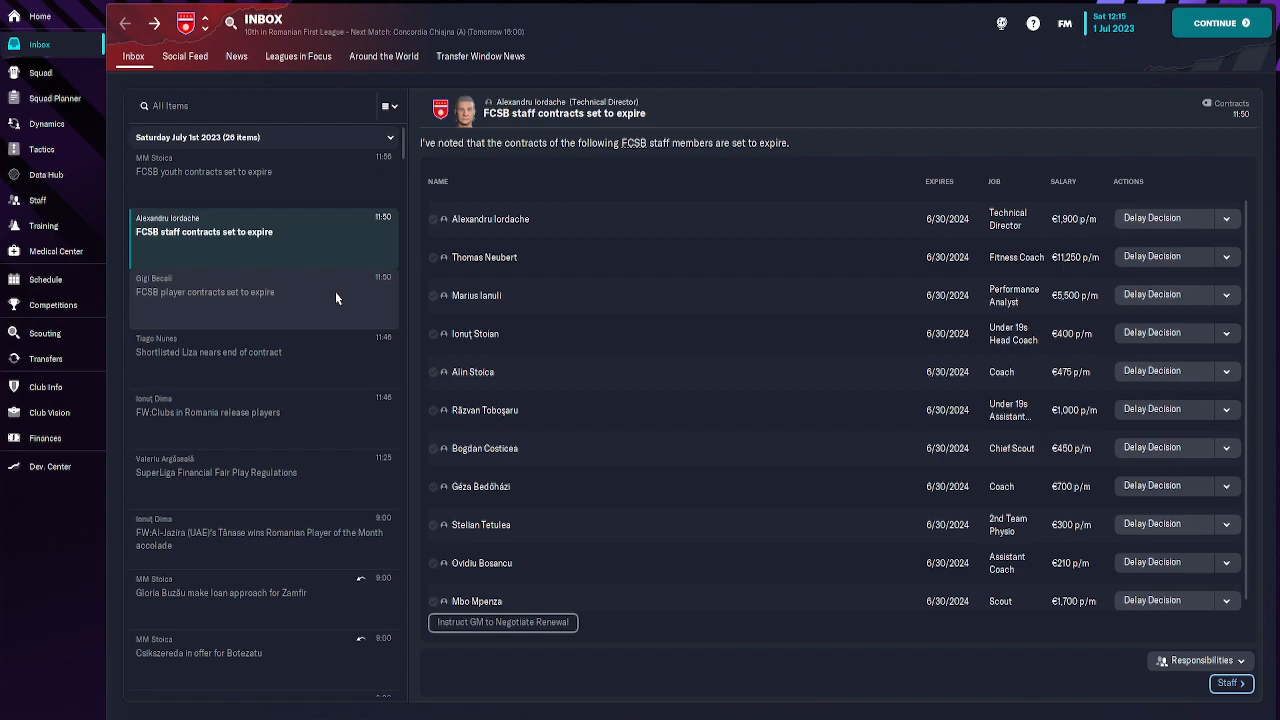 Home
Inbox
Squad
Squad Planner
Dynamics
Tactics
Data Hub
Staff
Training
Medical Center
Schedule
Competitions
Scouting
Transfers
Club Info
Club Vision
Finances
Dev. Center
INBOX
10th in Romanian First League - Next Match: Concordia Chiajna (A) (Tomorrow 16:00)
FM
Sat 12:15
1 Jul 2023
CONTINUE
Inbox
Social Feed
News
Leagues in Focus
Around the World
Transfer Window News
All Items
Saturday July 1st 2023 (26 items)
MM Stoica 11:56
FCSB youth contracts set to expire
Alexandru Iordache 11:50
FCSB staff contracts set to expire
Gigi Becali 11:50
FCSB player contracts set to expire
Tiago Nunes 11:46
Shortlisted Liza nears end of contract
Ionuț Dima 11:46
FW:Clubs in Romania release players
Valeriu Argăseală 11:25
SuperLiga Financial Fair Play Regulations
Ionuț Dima 9:00
FW:Al-Jazira (UAE)'s Tănase wins Romanian Player of the Month
accolade
MM Stoica 9:00
Gloria Buzău make loan approach for Zamfir
MM Stoica 9:00
Csikszereda in offer for Botezatu
Alexandru Iordache (Technical Director)
FCSB staff contracts set to expire
Contracts
11:50
I've noted that the contracts of the following FCSB staff members are set to expire.
NAME EXPIRES JOB SALARY ACTIONS
Alexandru Iordache 6/30/2024 Technical Director €1,900 p/m Delay Decision
Thomas Neubert 6/30/2024 Fitness Coach €11,250 p/m Delay Decision
Marius Ianuli 6/30/2024 Performance Analyst €5,500 p/m Delay Decision
Ionuț Stoian 6/30/2024 Under 19s Head Coach €400 p/m Delay Decision
Alin Stoica 6/30/2024 Coach €475 p/m Delay Decision
Răzvan Toboșaru 6/30/2024 Under 19s Assistant... €1,000 p/m Delay Decision
Bogdan Costicea 6/30/2024 Chief Scout €450 p/m Delay Decision
Géza Bedőházi 6/30/2024 Coach €700 p/m Delay Decision
Stelian Tetulea 6/30/2024 2nd Team Physio €300 p/m Delay Decision
Ovidiu Bosancu 6/30/2024 Assistant Coach €210 p/m Delay Decision
Mbo Mpenza 6/30/2024 Scout €1,700 p/m Delay Decision
Instruct GM to Negotiate Renewal
Responsibilities
Staff